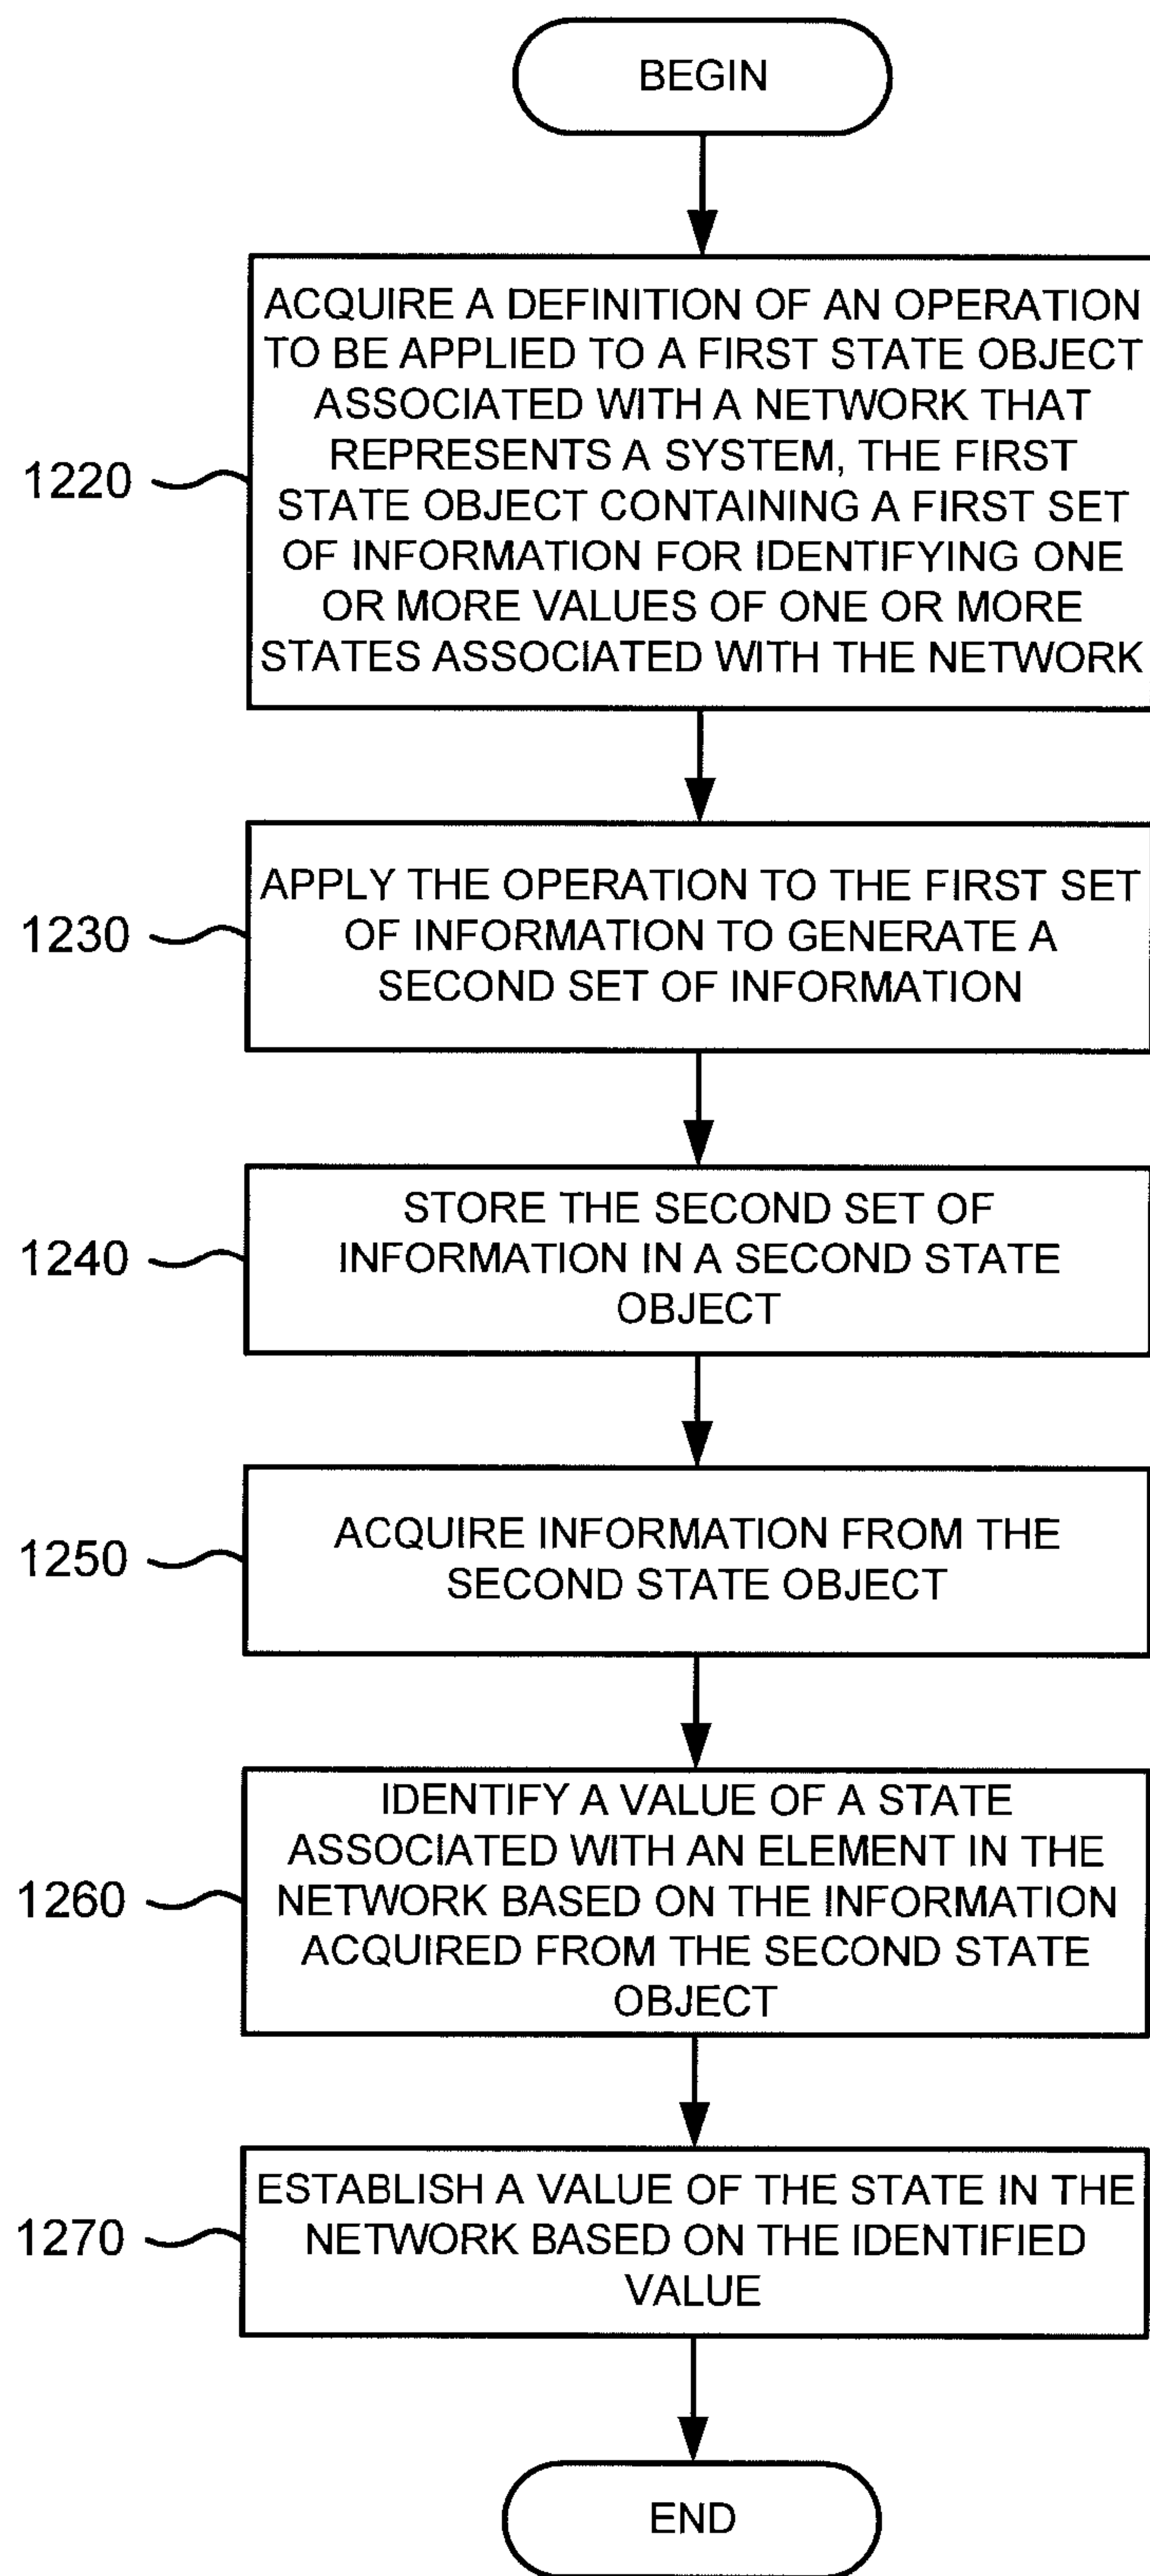 BEGIN
ACQUIRE A DEFINITION OF AN OPERATION
TO BE APPLIED TO A FIRST STATE OBJECT
ASSOCIATED WITH A NETWORK THAT
REPRESENTS A SYSTEM, THE FIRST
STATE OBJECT CONTAINING A FIRST SET
OF INFORMATION FOR IDENTIFYING ONE
OR MORE VALUES OF ONE OR MORE
STATES ASSOCIATED WITH THE NETWORK
1220
APPLY THE OPERATION TO THE FIRST SET
OF INFORMATION TO GENERATE A
SECOND SET OF INFORMATION
1230
STORE THE SECOND SET OF
INFORMATION IN A SECOND STATE
OBJECT
1240
ACQUIRE INFORMATION FROM THE
SECOND STATE OBJECT
1250
IDENTIFY A VALUE OF A STATE
ASSOCIATED WITH AN ELEMENT IN THE
NETWORK BASED ON THE INFORMATION
ACQUIRED FROM THE SECOND STATE
OBJECT
1260
ESTABLISH A VALUE OF THE STATE IN THE
NETWORK BASED ON THE IDENTIFIED
VALUE
1270
END